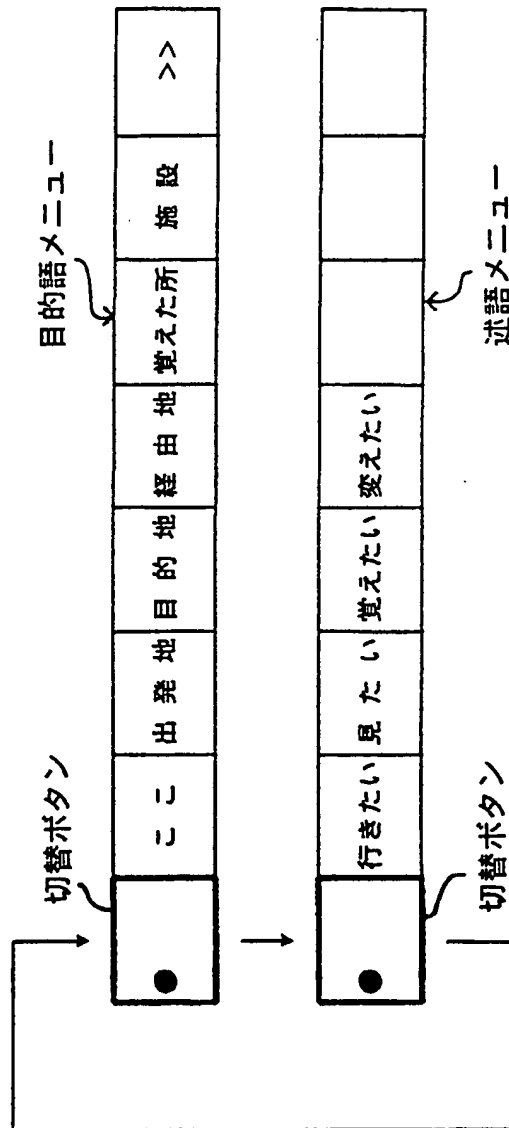 切替ボタン
目的語メニュー
ここ
出発地
目的地
経由地
覚えた所
施設
>>
行きたい
見たい
覚えたい
変えたい
切替ボタン
述語メニュー